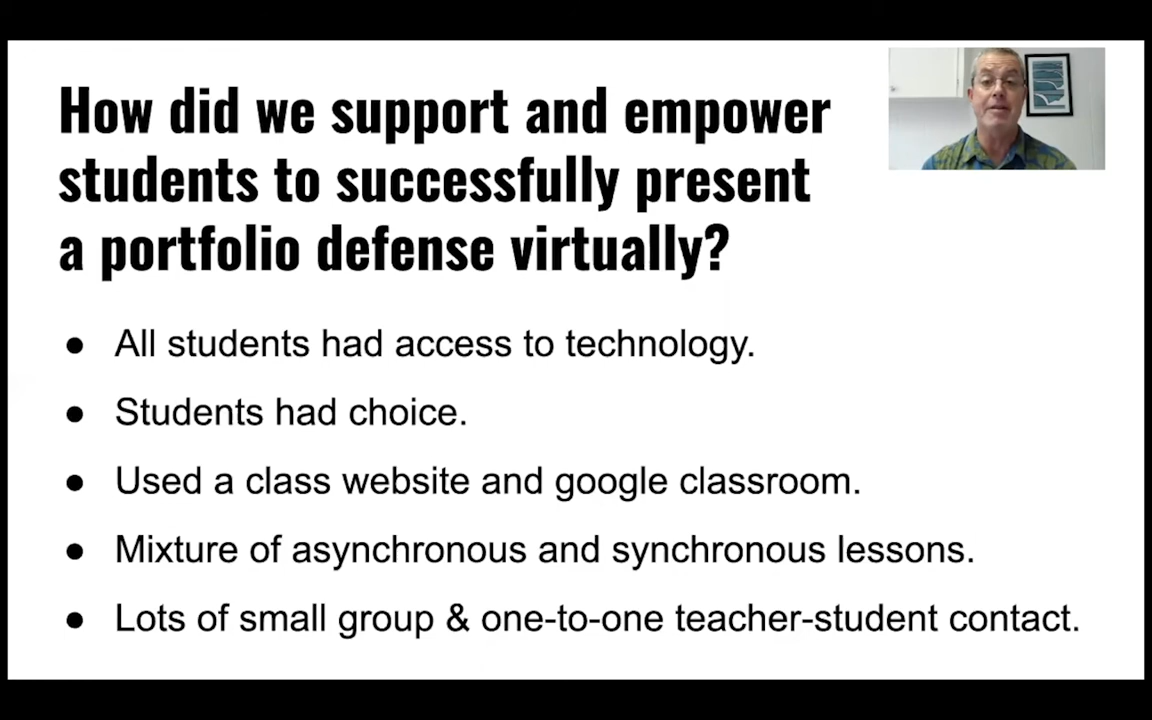 How did we support and empower
students to successfully present
a portfolio defense virtually?
● All students had access to technology.
● Students had choice.
● Used a class website and google classroom.
● Mixture of asynchronous and synchronous lessons.
● Lots of small group & one-to-one teacher-student contact.